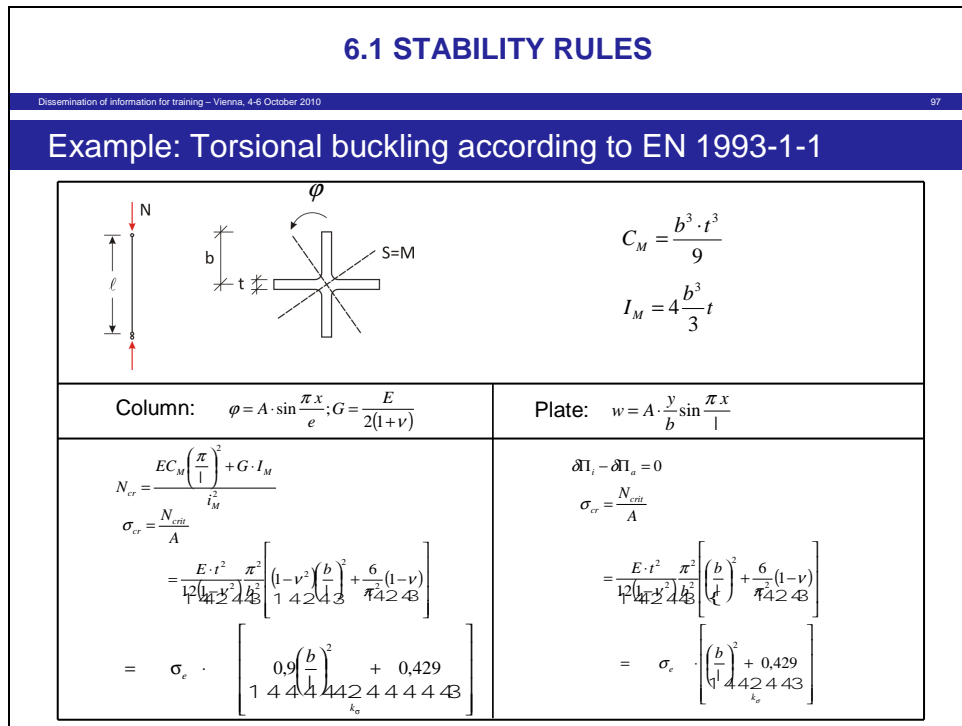 6.1 STABILITY RULES
Dissemination of information for training – Vienna, 4-6 October 2010 97
Example: Torsional buckling according to EN 1993-1-1
φ
N
b
S=M
t
ℓ
C_M = b³·t³/9
I_M = 4 b³/3 t
Column: φ = A·sin πx/e; G = E/2(1+ν)
Plate: w = A·y/b sin πx/l
N_cr = (EC_M(π/l)² + G·I_M)/i²_M
σ_cr = N_crit/A
= E·t²/12(1−ν²) π²/b² [(1−ν²)(b/l)² + 6/π²(1−ν)]
= σ_e · [0,9(b/l)² + 0,429]
k_σ
δΠ_i − δΠ_a = 0
σ_cr = N_crit/A
= E·t²/12(1−ν²) π²/b² [(b/l)² + 6/π²(1−ν)]
= σ_e · [(b/l)² + 0,429]
k_σ